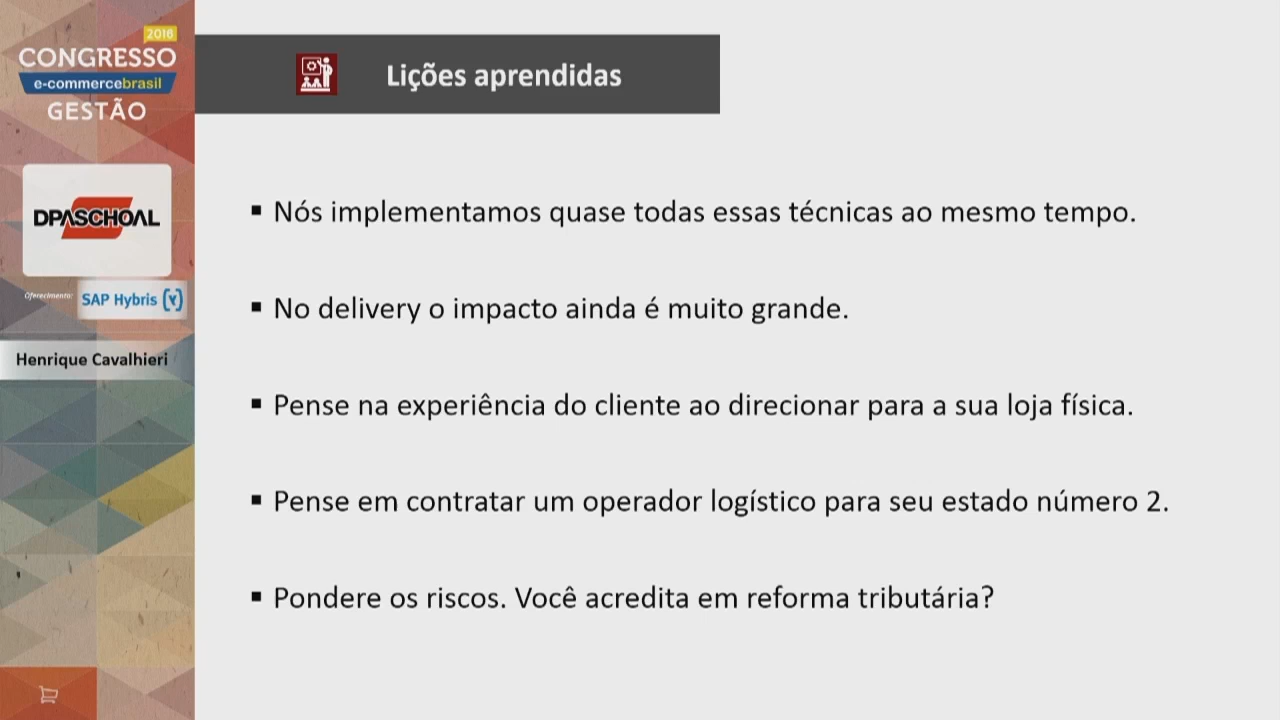 2016
CONGRESSO
e-commercebrasil
GESTÃO
DPASCHOAL
Oferecimento:
SAP Hybris (Y)
Henrique Cavalhieri
Lições aprendidas
▪ Nós implementamos quase todas essas técnicas ao mesmo tempo.
▪ No delivery o impacto ainda é muito grande.
▪ Pense na experiência do cliente ao direcionar para a sua loja física.
▪ Pense em contratar um operador logístico para seu estado número 2.
▪ Pondere os riscos. Você acredita em reforma tributária?